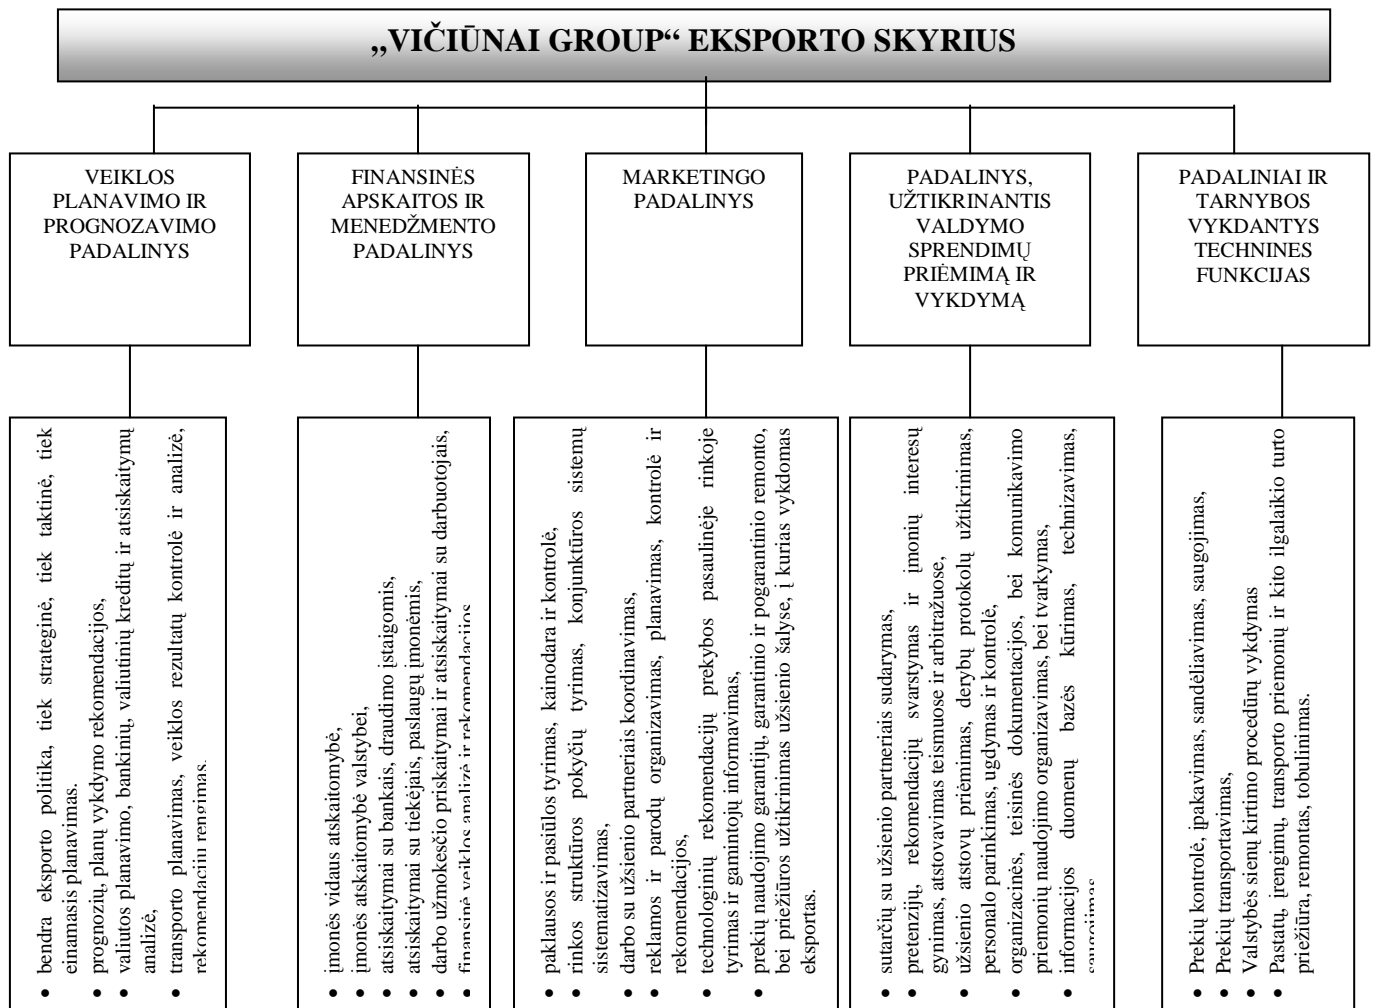 „VIČIŪNAI GROUP“ EKSPORTO SKYRIUS
VEIKLOS
PLANAVIMO IR
PROGNOZAVIMO
PADALINYS
FINANSINĖS
APSKAITOS IR
MENEDŽMENTO
PADALINYS
MARKETINGO
PADALINYS
PADALINYS,
UŽTIKRINANTIS
VALDYMO
SPRENDIMŲ
PRIĖMIMĄ IR
VYKDYMĄ
PADALINIAI IR
TARNYBOS
VYKDANTYS
TECHNINES
FUNKCIJAS
• bendra eksporto politika, tiek strateginė, tiek taktinė, tiek
einamasis planavimas.
• prognozių, planų vykdymo rekomendacijos,
• valiutos planavimo, bankinių, valiutinių kreditų ir atsiskaitymų
analizė,
• transporto planavimas, veiklos rezultatų kontrolė ir analizė,
rekomendacijų rengimas.
• įmonės vidaus atskaitomybė,
• įmonės atskaitomybė valstybei,
• atsiskaitymai su bankais, draudimo įstaigomis,
• atsiskaitymai su tiekėjais, paslaugų įmonėmis,
• darbo užmokesčio priskaitymai ir atsiskaitymai su darbuotojais,
• finansinė veiklos analizė ir rekomendacijos
• paklausos ir pasiūlos tyrimas, kainodara ir kontrolė,
• rinkos struktūros pokyčių tyrimas, konjunktūros sistemų
sistematizavimas,
• darbo su užsienio partneriais koordinavimas,
• reklamos ir parodų organizavimas, planavimas, kontrolė ir
rekomendacijos,
• technologinių rekomendacijų prekybos pasaulinėje rinkoje
tyrimas ir gamintojų informavimas,
• prekių naudojimo garantijų, garantinio ir pogarantinio remonto,
bei priežiūros užtikrinimas užsienio šalyse, į kurias vykdomas
eksportas.
• sutarčių su užsienio partneriais sudarymas,
• pretenzijų, rekomendacijų svarstymas ir įmonių interesų
gynimas, atstovavimas teismuose ir arbitražuose,
• užsienio atstovų priėmimas, derybų protokolų užtikrinimas,
personalo parinkimas, ugdymas ir kontrolė,
• organizacinės, teisinės dokumentacijos, bei komunikavimo
priemonių naudojimo organizavimas, bei tvarkymas,
• informacijos duomenų bazės kūrimas, technizavimas,
saugojimas
• Prekių kontrolė, įpakavimas, sandėliavimas, saugojimas,
• Prekių transportavimas,
• Valstybės sienų kirtimo procedūrų vykdymas
• Pastatų, įrengimų, transporto priemonių ir kito ilgalaikio turto
priežiūra, remontas, tobulinimas.